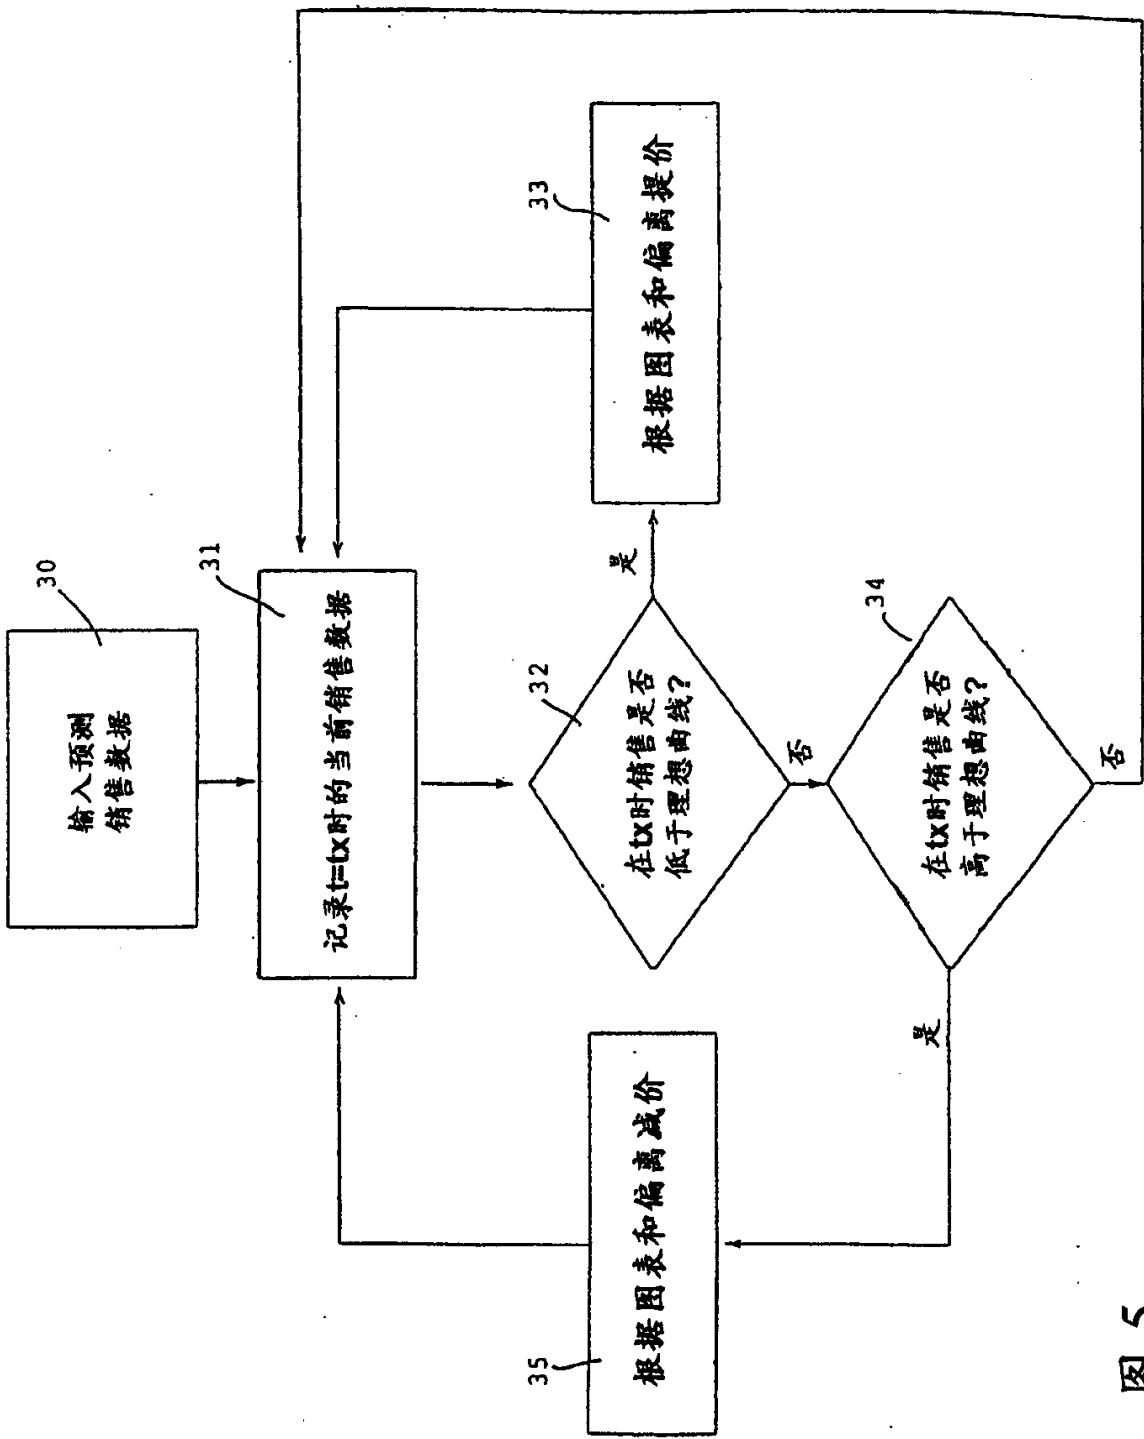 30
输入预测
销售数据
31
记录t=tx时的当前销售数据
32
在tx时销售是否
低于理想曲线?
是
33
根据图表和偏离提价
否
34
在tx时销售是否
高于理想曲线?
是
否
35
根据图表和偏离减价
图 5